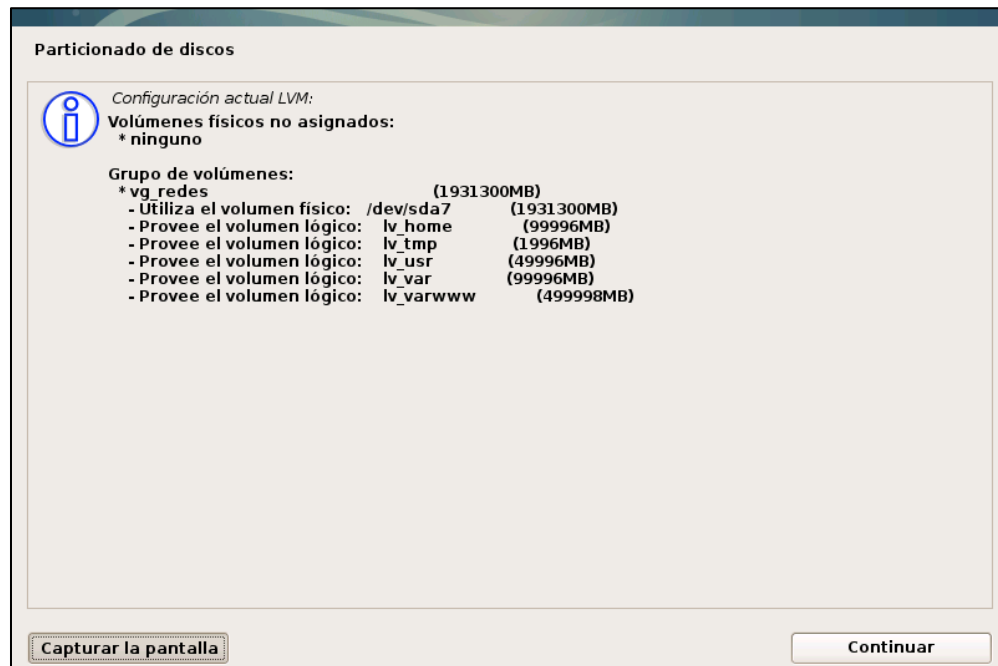 Particionado de discos
Configuración actual LVM:
Volúmenes físicos no asignados:
* ninguno
Grupo de volúmenes:
* vg_redes (1931300MB)
- Utiliza el volumen físico: /dev/sda7 (1931300MB)
- Provee el volumen lógico: lv_home (99996MB)
- Provee el volumen lógico: lv_tmp (1996MB)
- Provee el volumen lógico: lv_usr (49996MB)
- Provee el volumen lógico: lv_var (99996MB)
- Provee el volumen lógico: lv_varwww (499998MB)
Capturar la pantalla Continuar